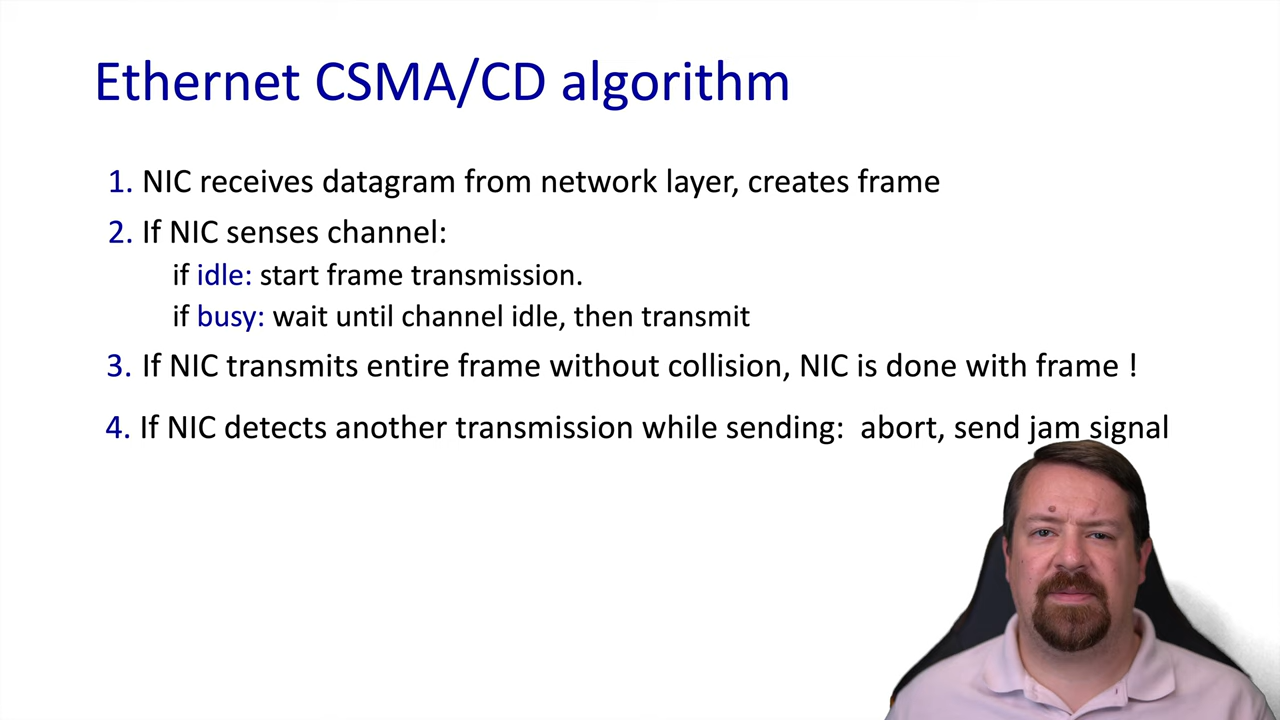 Ethernet CSMA/CD algorithm
1. NIC receives datagram from network layer, creates frame
2. If NIC senses channel:
if idle: start frame transmission.
if busy: wait until channel idle, then transmit
3. If NIC transmits entire frame without collision, NIC is done with frame !
4. If NIC detects another transmission while sending: abort, send jam signal